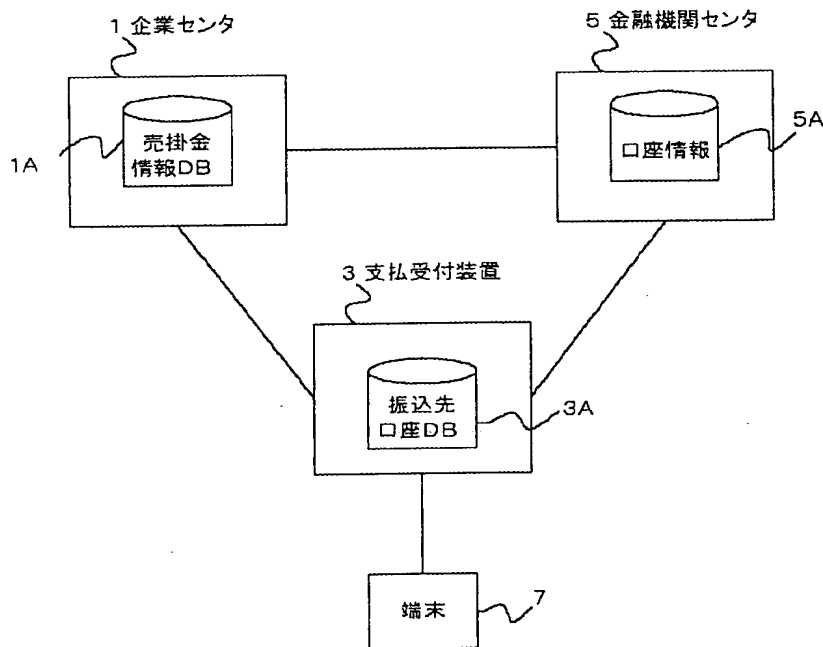 1 企業センタ
5 金融機関センタ
売掛金
情報DB
1A
口座情報
5A
3 支払受付装置
振込先
口座DB
3A
端末
7